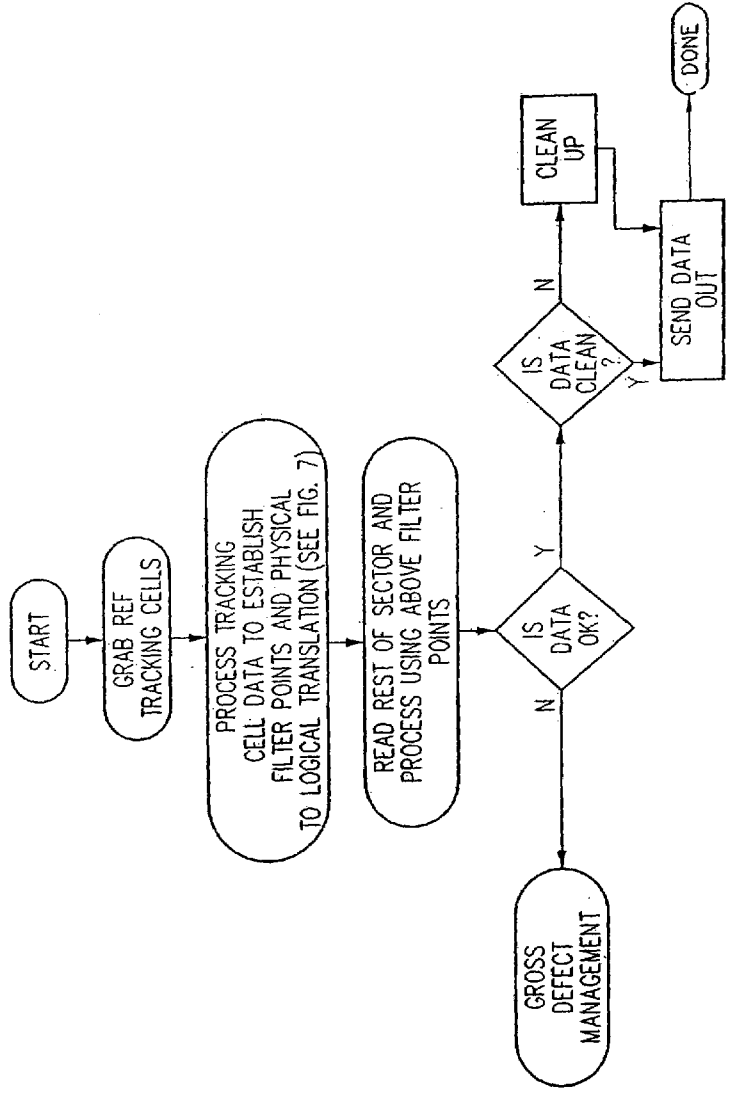 START
GRAB REF
TRACKING CELLS
PROCESS TRACKING
CELL DATA TO ESTABLISH
FILTER POINTS AND PHYSICAL
TO LOGICAL TRANSLATION (SEE FIG. 7)
READ REST OF SECTOR AND
PROCESS USING ABOVE FILTER
POINTS
IS
DATA
OK?
N
Y
GROSS
DEFECT
MANAGEMENT
IS
DATA
CLEAN
?
N
Y
CLEAN
UP
SEND DATA
OUT
DONE